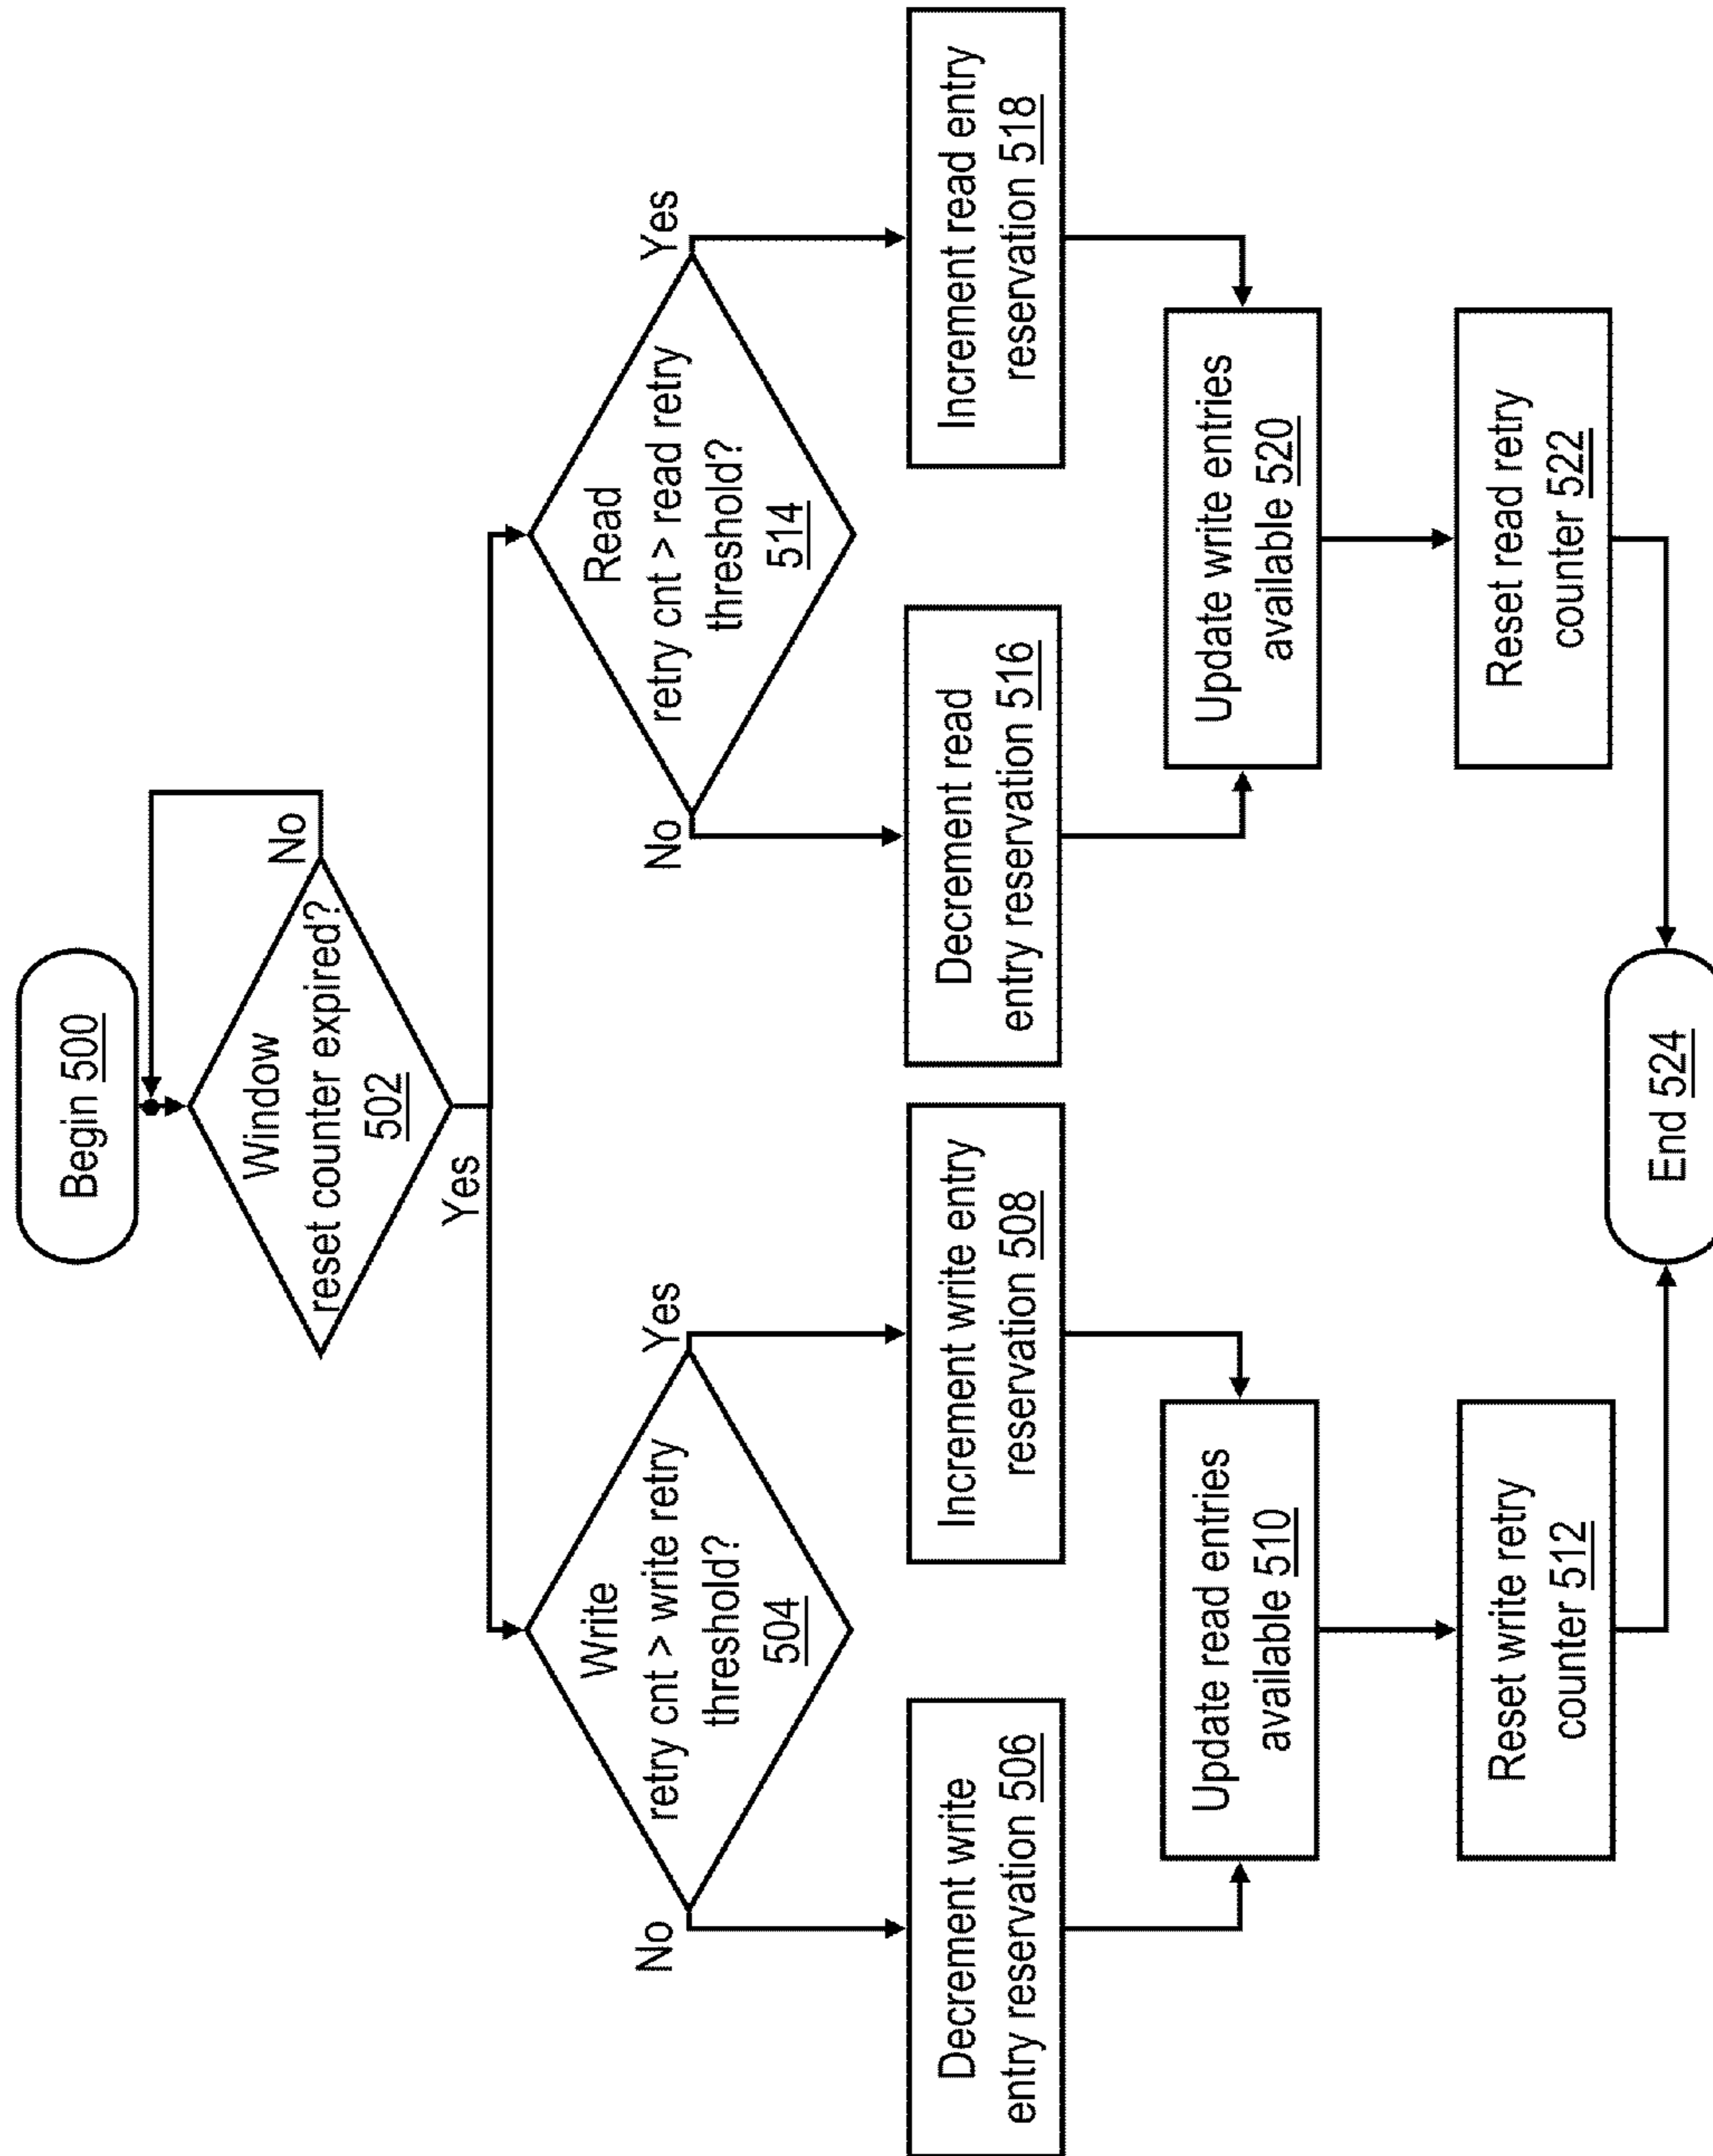 Begin 500
Window
reset counter expired?
502
No
Yes
Write
retry cnt > write retry
threshold?
504
No
Yes
Decrement write
entry reservation 506
Increment write entry
reservation 508
Update read entries
available 510
Reset write retry
counter 512
Read
retry cnt > read retry
threshold?
514
No
Yes
Decrement read
entry reservation 516
Increment read entry
reservation 518
Update write entries
available 520
Reset read retry
counter 522
End 524